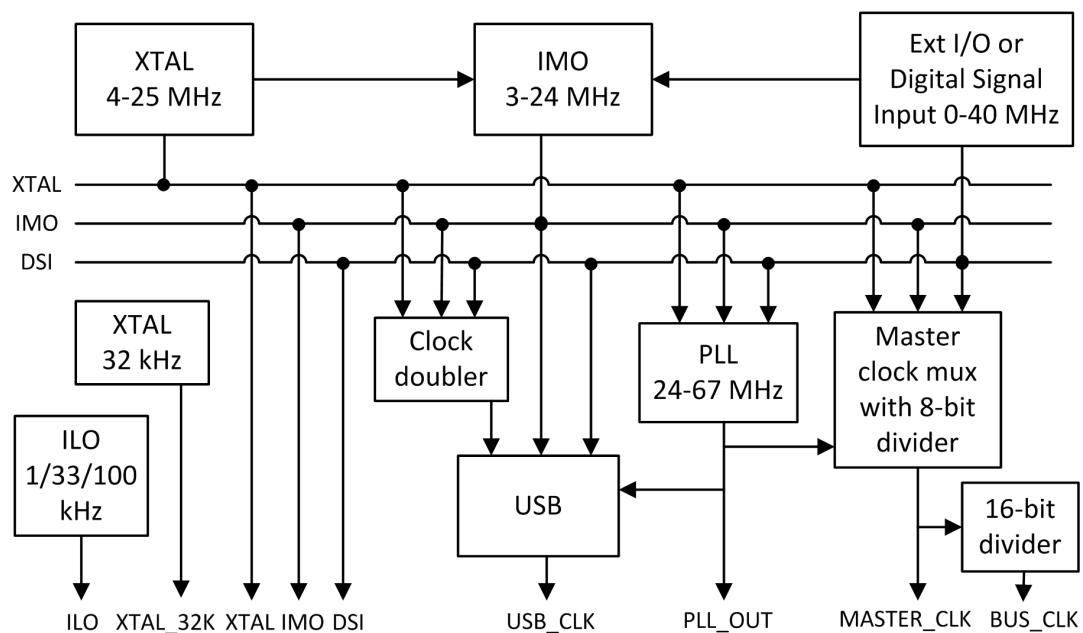 XTAL
4-25 MHz
IMO
3-24 MHz
Ext I/O or
Digital Signal
Input 0-40 MHz
XTAL
IMO
DSI
XTAL
32 kHz
ILO
1/33/100
kHz
Clock
doubler
PLL
24-67 MHz
Master
clock mux
with 8-bit
divider
USB
16-bit
divider
ILO
XTAL_32K
XTAL
IMO
DSI
USB_CLK
PLL_OUT
MASTER_CLK
BUS_CLK